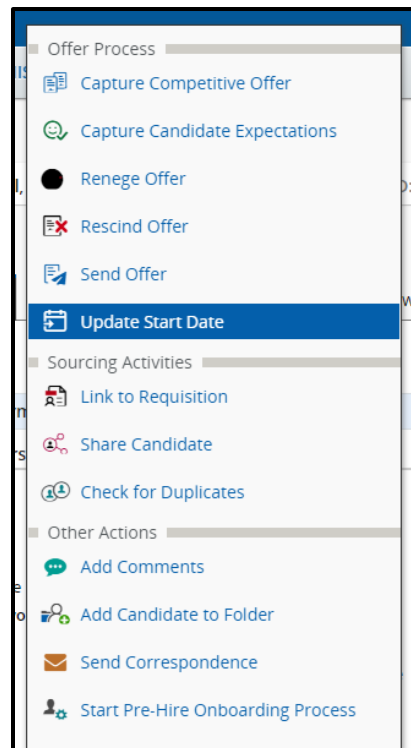 Offer Process
Capture Competitive Offer
Capture Candidate Expectations
Renege Offer
Rescind Offer
Send Offer
Update Start Date
Sourcing Activities
Link to Requisition
Share Candidate
Check for Duplicates
Other Actions
Add Comments
Add Candidate to Folder
Send Correspondence
Start Pre-Hire Onboarding Process